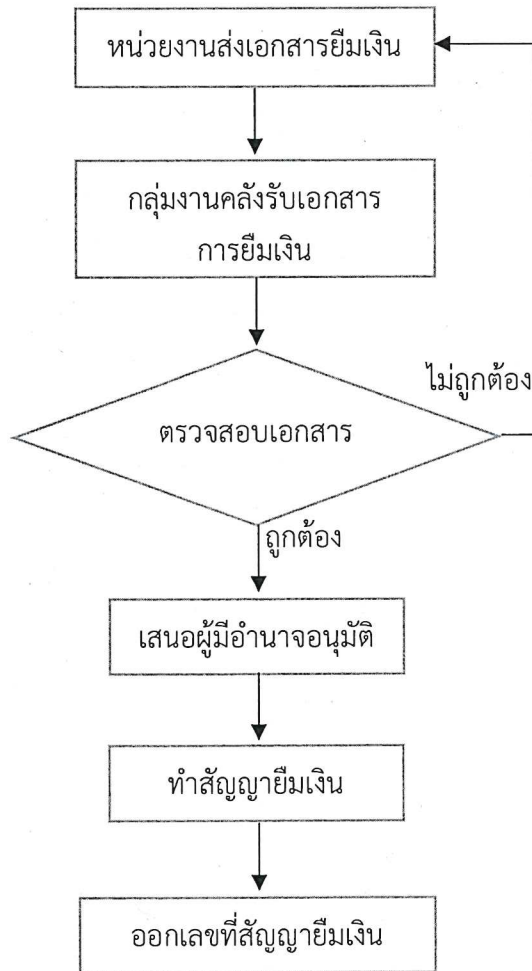 หน่วยงานส่งเอกสารยืมเงิน
กลุ่มงานคลังรับเอกสาร
การยืมเงิน
ไม่ถูกต้อง
ตรวจสอบเอกสาร
ถูกต้อง
เสนอผู้มีอำนาจอนุมัติ
ทำสัญญายืมเงิน
ออกเลขที่สัญญายืมเงิน